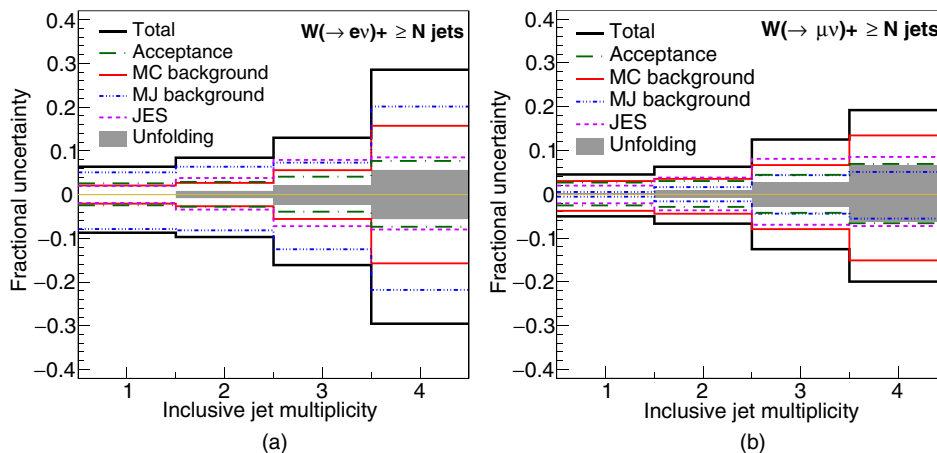 W(→ eν)+ ≥ N jets
Total
Acceptance
MC background
MJ background
JES
Unfolding
Fractional uncertainty
0.4
0.3
0.2
0.1
0
−0.1
−0.2
−0.3
−0.4
1 2 3 4
Inclusive jet multiplicity
(a)
W(→ μν)+ ≥ N jets
Total
Acceptance
MC background
MJ background
JES
Unfolding
Fractional uncertainty
0.4
0.3
0.2
0.1
0
−0.1
−0.2
−0.3
−0.4
1 2 3 4
Inclusive jet multiplicity
(b)